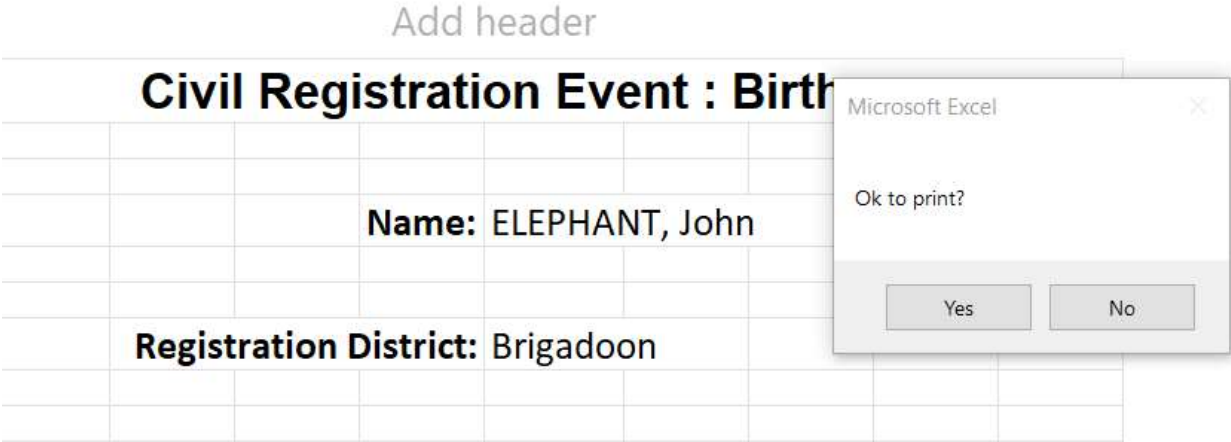 Add header
Civil Registration Event : Birth
Microsoft Excel
Ok to print?
Name: ELEPHANT, John
Yes No
Registration District: Brigadoon